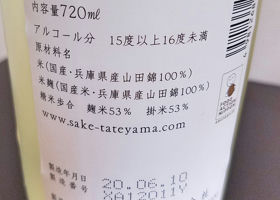 内容量720㎖
アルコール分 15度以上16度未満
原材料名
米(国産・兵庫県産山田錦100%)
米麹(国産米・兵庫県産山田錦100%)
精米歩合 麹米53% 掛米53%
www.sake-tateyama.com
製造年月 20.06.10
製造番号 XA12011Y